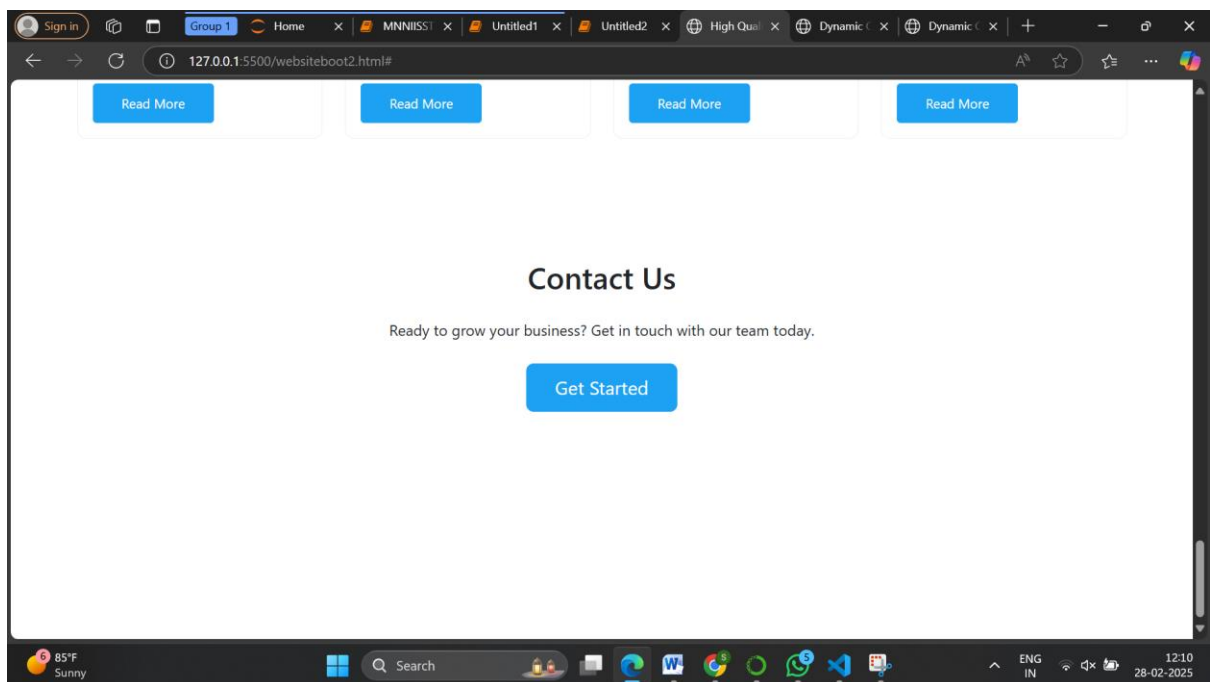 Sign in Group 1 Home MNNIISST Untitled1 Untitled2 High Qual Dynamic Dynamic
127.0.0.1:5500/websiteboot2.html#
Read More Read More Read More Read More
Contact Us
Ready to grow your business? Get in touch with our team today.
Get Started
6 85°F Search S 5 ENG 12:10
Sunny IN 28-02-2025